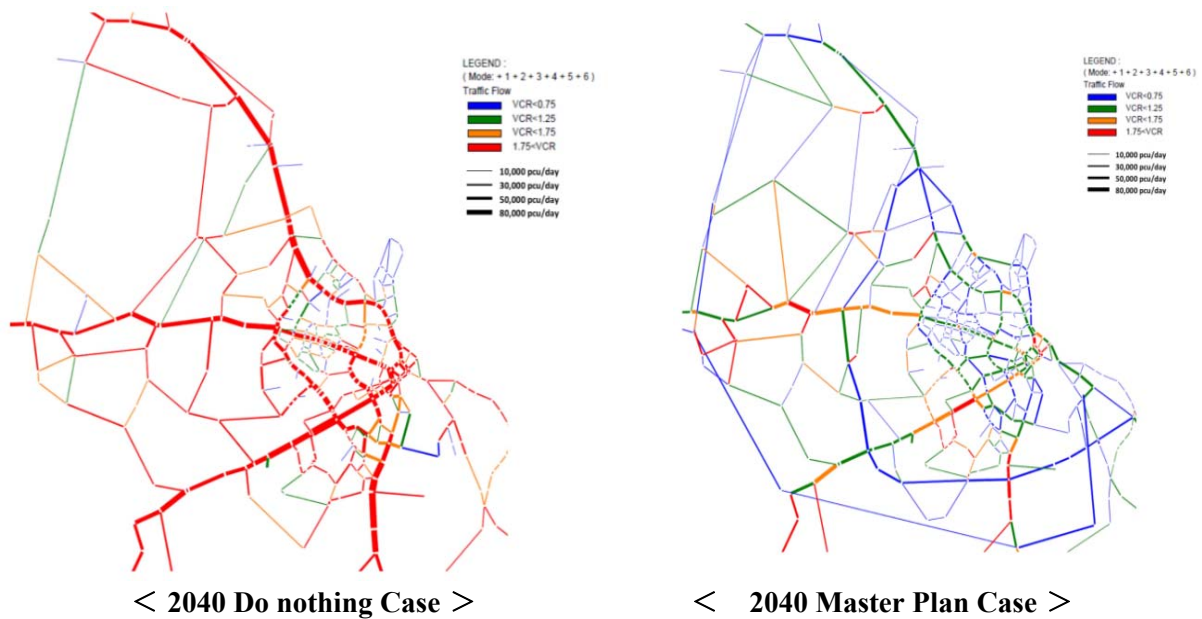 LEGEND :
( Mode: + 1 + 2 + 3 + 4 + 5 + 6 )
Traffic Flow
VCR<0.75
VCR<1.25
VCR<1.75
1.75<VCR
10,000 pcu/day
30,000 pcu/day
50,000 pcu/day
80,000 pcu/day
LEGEND :
( Mode: + 1 + 2 + 3 + 4 + 5 + 6 )
Traffic Flow
VCR<0.75
VCR<1.25
VCR<1.75
1.75<VCR
10,000 pcu/day
30,000 pcu/day
50,000 pcu/day
80,000 pcu/day
< 2040 Do nothing Case >
< 2040 Master Plan Case >